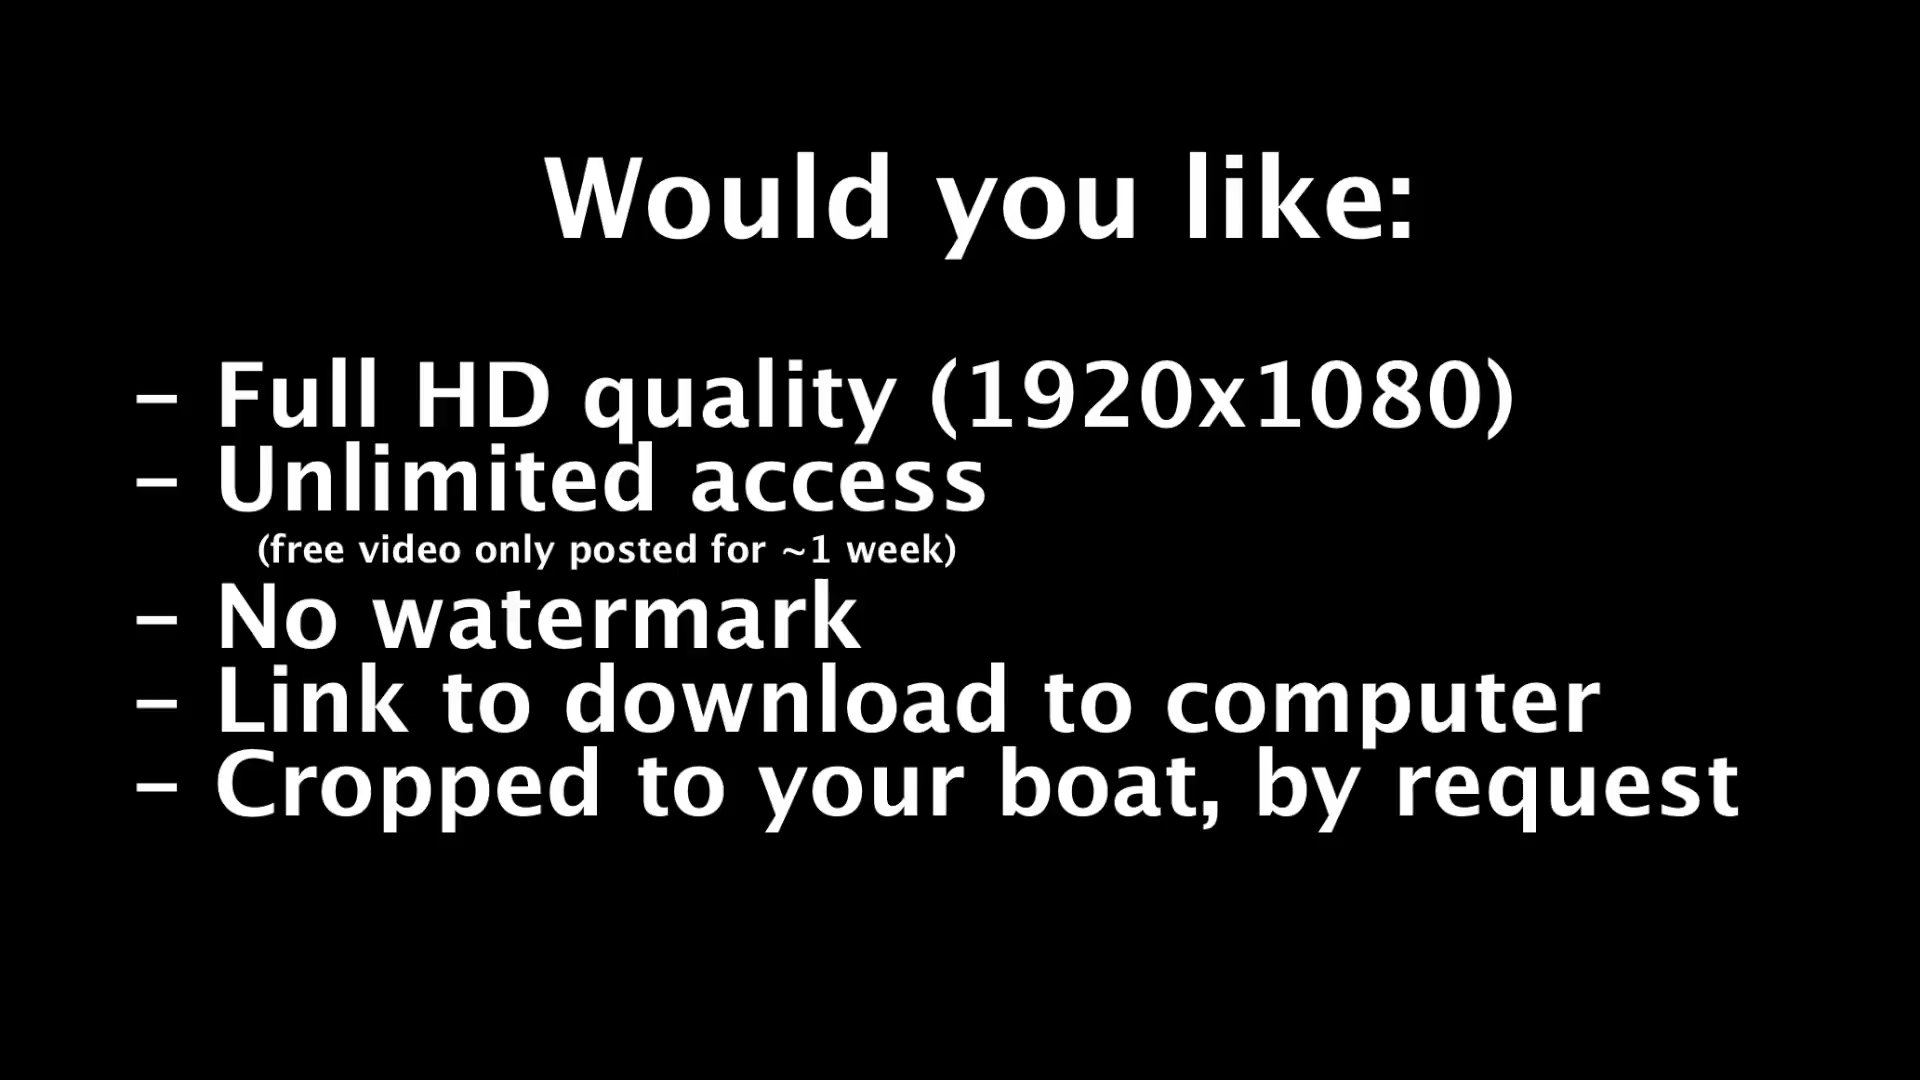 Would you like:
- Full HD quality (1920x1080)
- Unlimited access
(free video only posted for ~1 week)
- No watermark
- Link to download to computer
- Cropped to your boat, by request